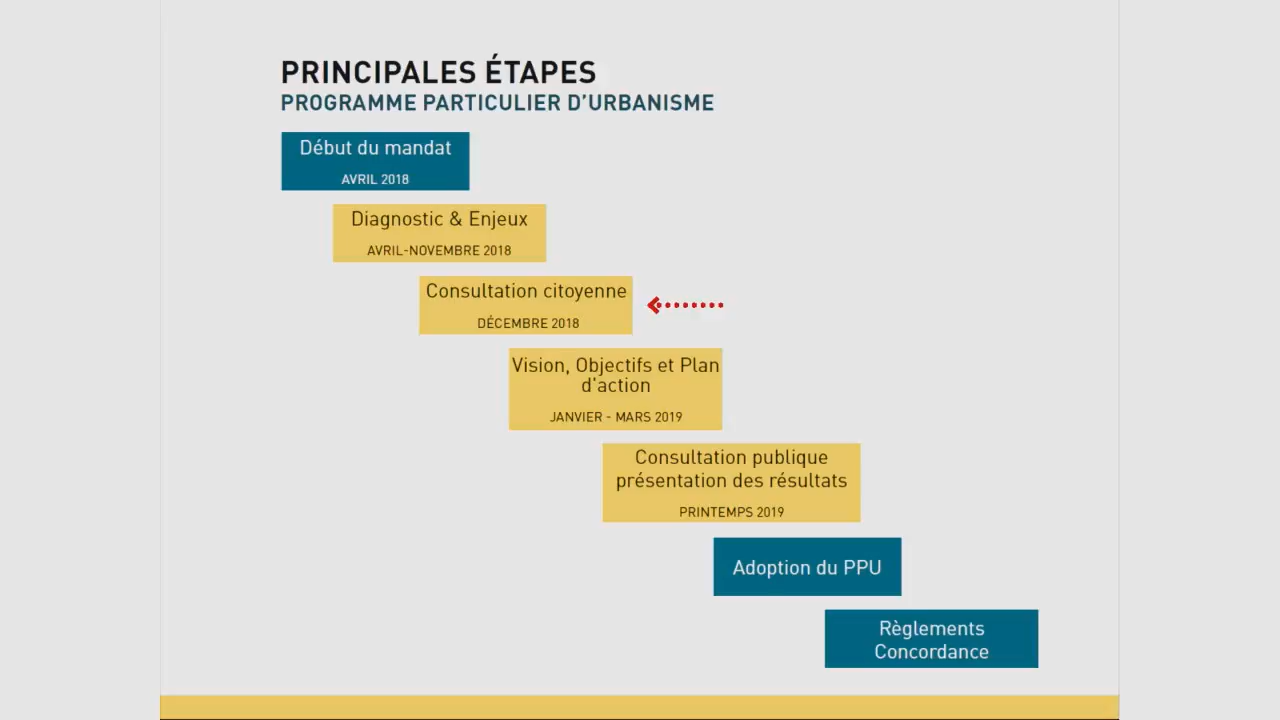 PRINCIPALES ÉTAPES
PROGRAMME PARTICULIER D'URBANISME
Début du mandat
AVRIL 2018
Diagnostic & Enjeux
AVRIL-NOVEMBRE 2018
Consultation citoyenne
DÉCEMBRE 2018
Vision, Objectifs et Plan
d'action
JANVIER - MARS 2019
Consultation publique
présentation des résultats
PRINTEMPS 2019
Adoption du PPU
Règlements
Concordance